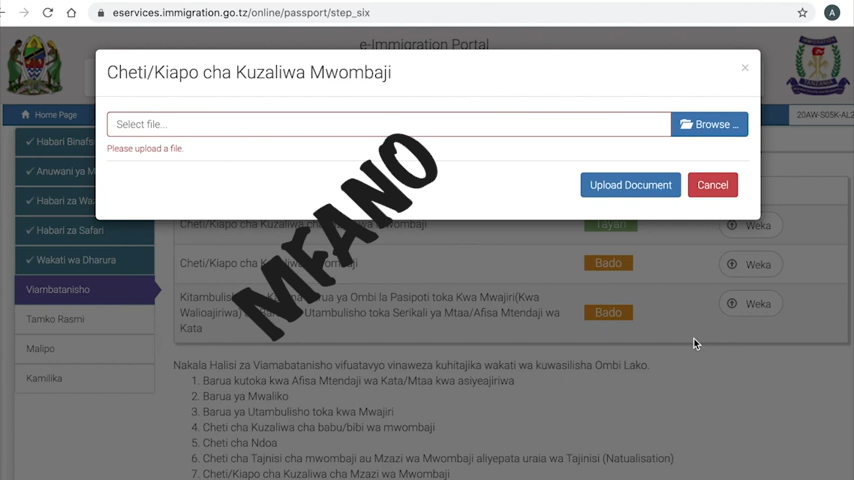 eservices.immigration.go.tz/online/passport/step_six
A
e-Immigration Portal
Cheti/Kiapo cha Kuzaliwa Mwombaji
×
Select file...
Browse ...
Please upload a file.
Upload Document
Cancel
MFANO
Home Page
20AW-S05K-AL2
Habari Binafs
Anuwani ya M
Habari za Wa
Habari za Safari
Wakati wa Dharura
Viambatanisho
Tamko Rasmi
Malipo
Kamilika
Cheti/Kiapo cha Kuzaliwa cha Mwombaji
Tayari
Weka
Cheti/Kiapo cha
Bado
Weka
Kitambulisho
Barua ya Ombi la Pasipoti toka Kwa Mwajiri(Kwa
Walioajiriwa)
Utambulisho toka Serikali ya Mtaa/Afisa Mtendaji wa
Kata
Bado
Weka
Nakala Halisi za Viamabatanisho vifuatavyo vinaweza kuhitajika wakati wa kuwasilisha Ombi Lako.
1. Barua kutoka kwa Afisa Mtendaji wa Kata/Mtaa kwa asiyeajiriwa
2. Barua ya Mwaliko
3. Barua ya Utambulisho toka kwa Mwajiri
4. Cheti cha Kuzaliwa cha babu/bibi wa mwombaji
5. Cheti cha Ndoa
6. Cheti cha Tajnisi cha mwombaji au Mzazi wa Mwombaji aliyepata uraia wa Tajinisi (Natualisation)
7. Cheti/Kiapo cha Kuzaliwa cha Mzazi wa Mwombaji